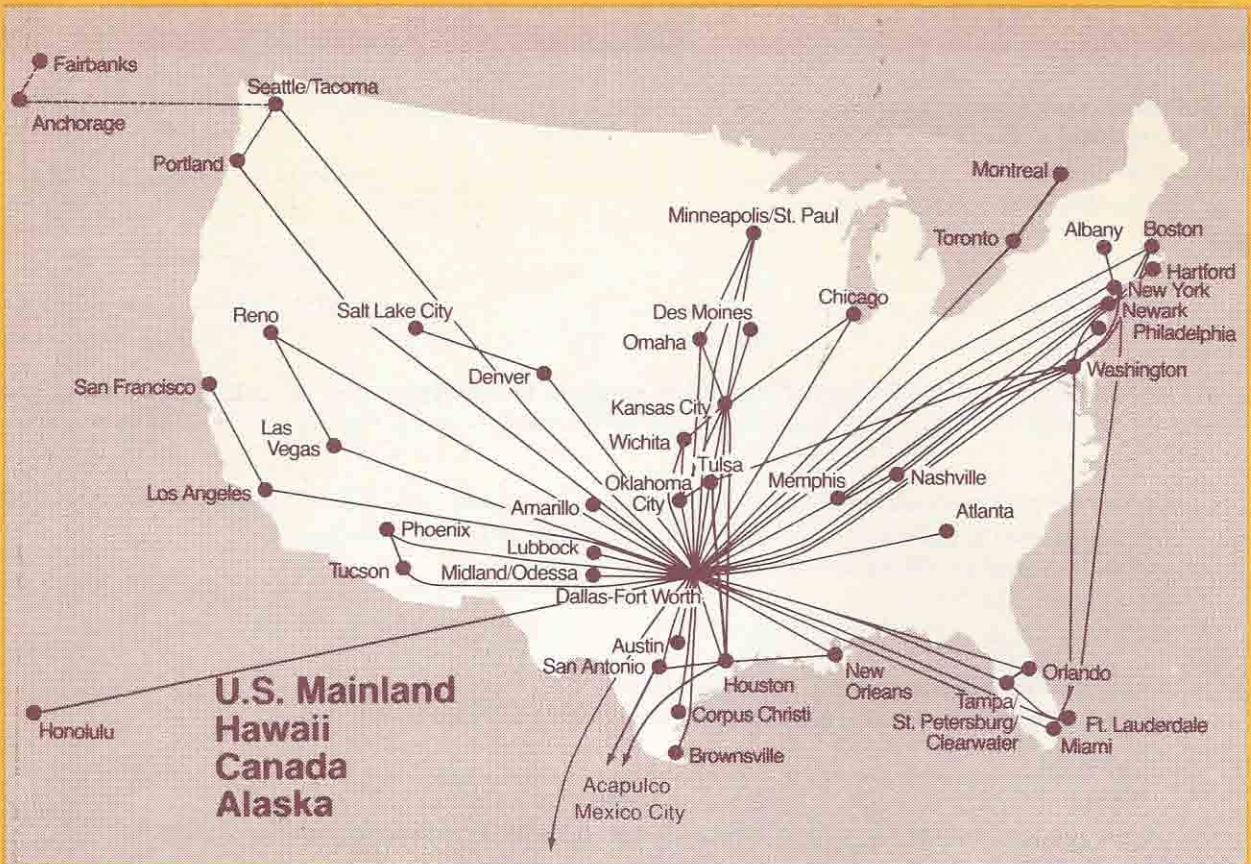 Fairbanks
Anchorage
Seattle/Tacoma
Portland
Montreal
Minneapolis/St. Paul
Toronto
Albany
Boston
Hartford
New York
Newark
Philadelphia
Washington
Reno
Salt Lake City
Des Moines
Chicago
Omaha
Denver
San Francisco
Kansas City
Las
Vegas
Wichita
Tulsa
Los Angeles
Oklahoma
City
Memphis
Nashville
Amarillo
Atlanta
Phoenix
Lubbock
Tucson
Midland/Odessa
Dallas-Fort Worth
Austin
San Antonio
Houston
New
Orleans
Orlando
Tampa/
St. Petersburg/
Clearwater
Ft. Lauderdale
Miami
Corpus Christi
Brownsville
Honolulu
Acapulco
Mexico City
U.S. Mainland
Hawaii
Canada
Alaska